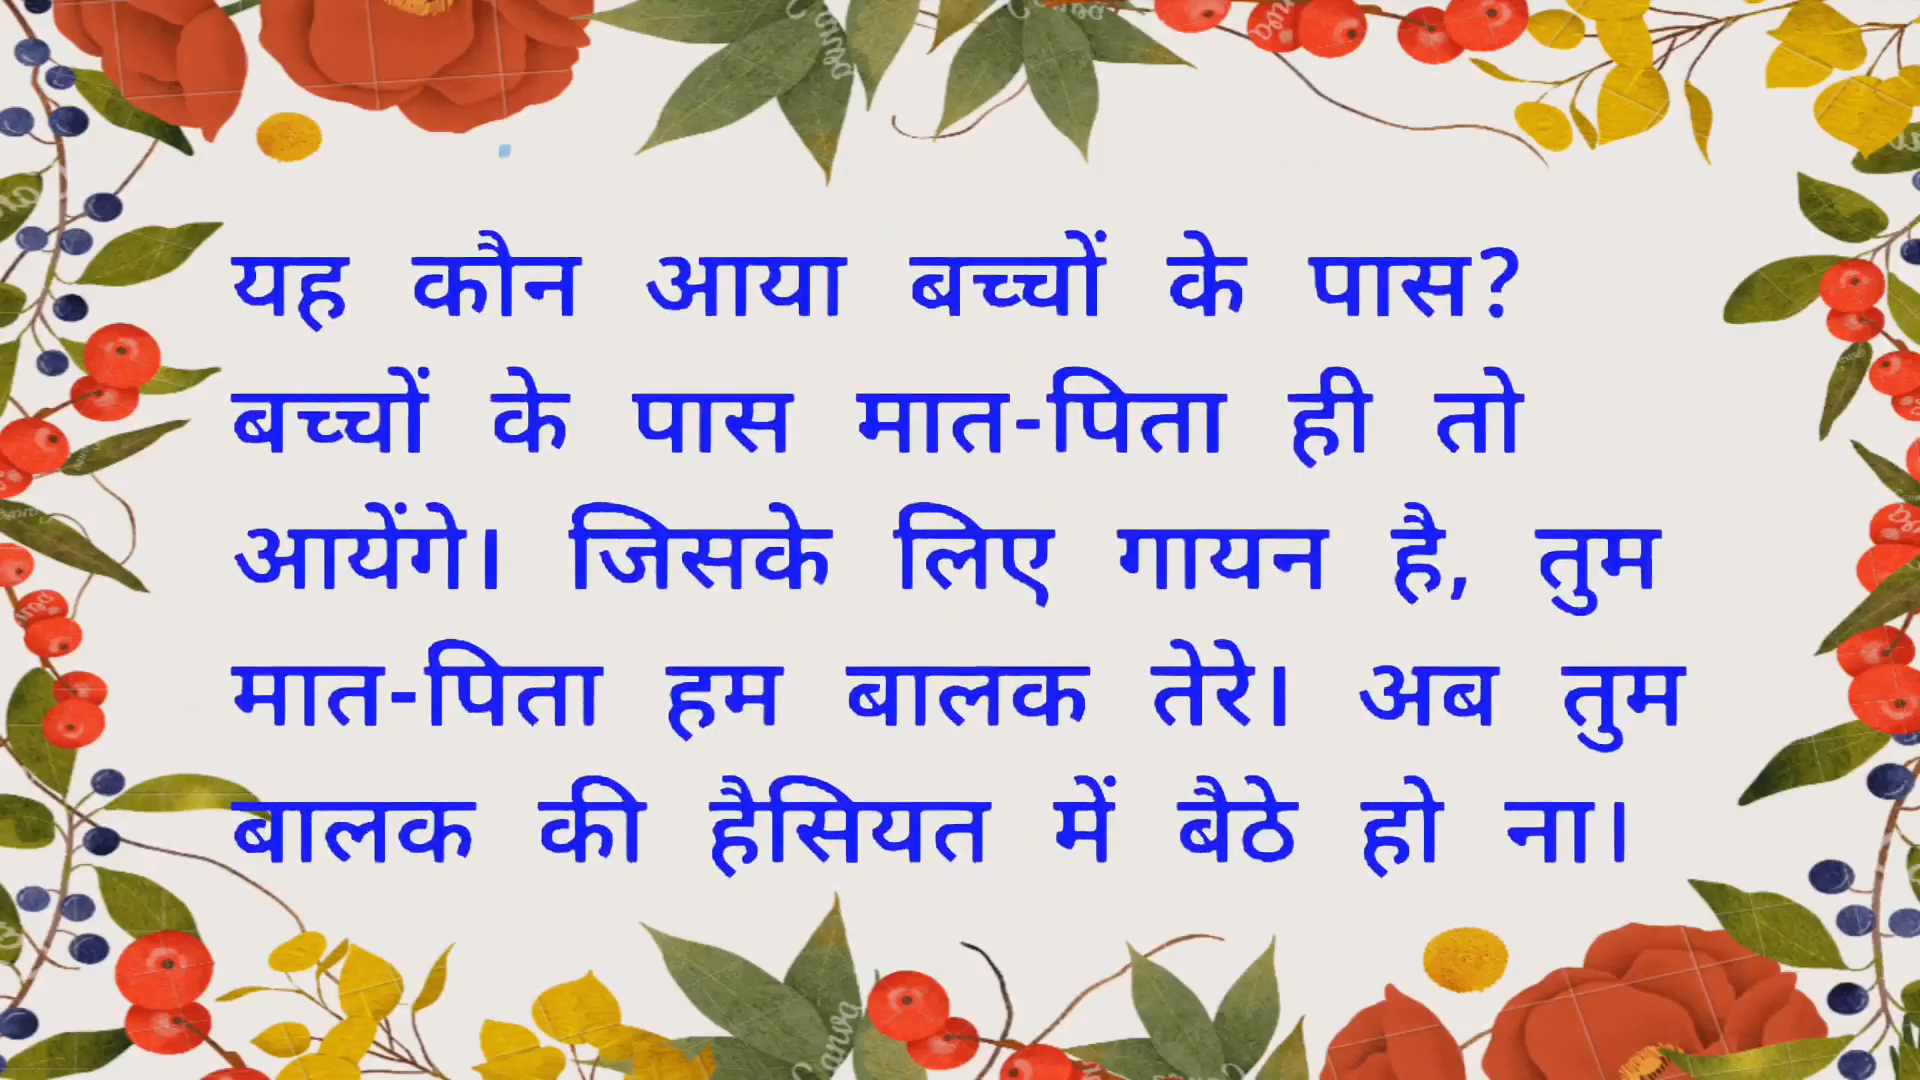 यह कौन आया बच्चों के पास?
बच्चों के पास मात-पिता ही तो
आयेंगे। जिसके लिए गायन है, तुम
मात-पिता हम बालक तेरे। अब तुम
बालक की हैसियत में बैठे हो ना।